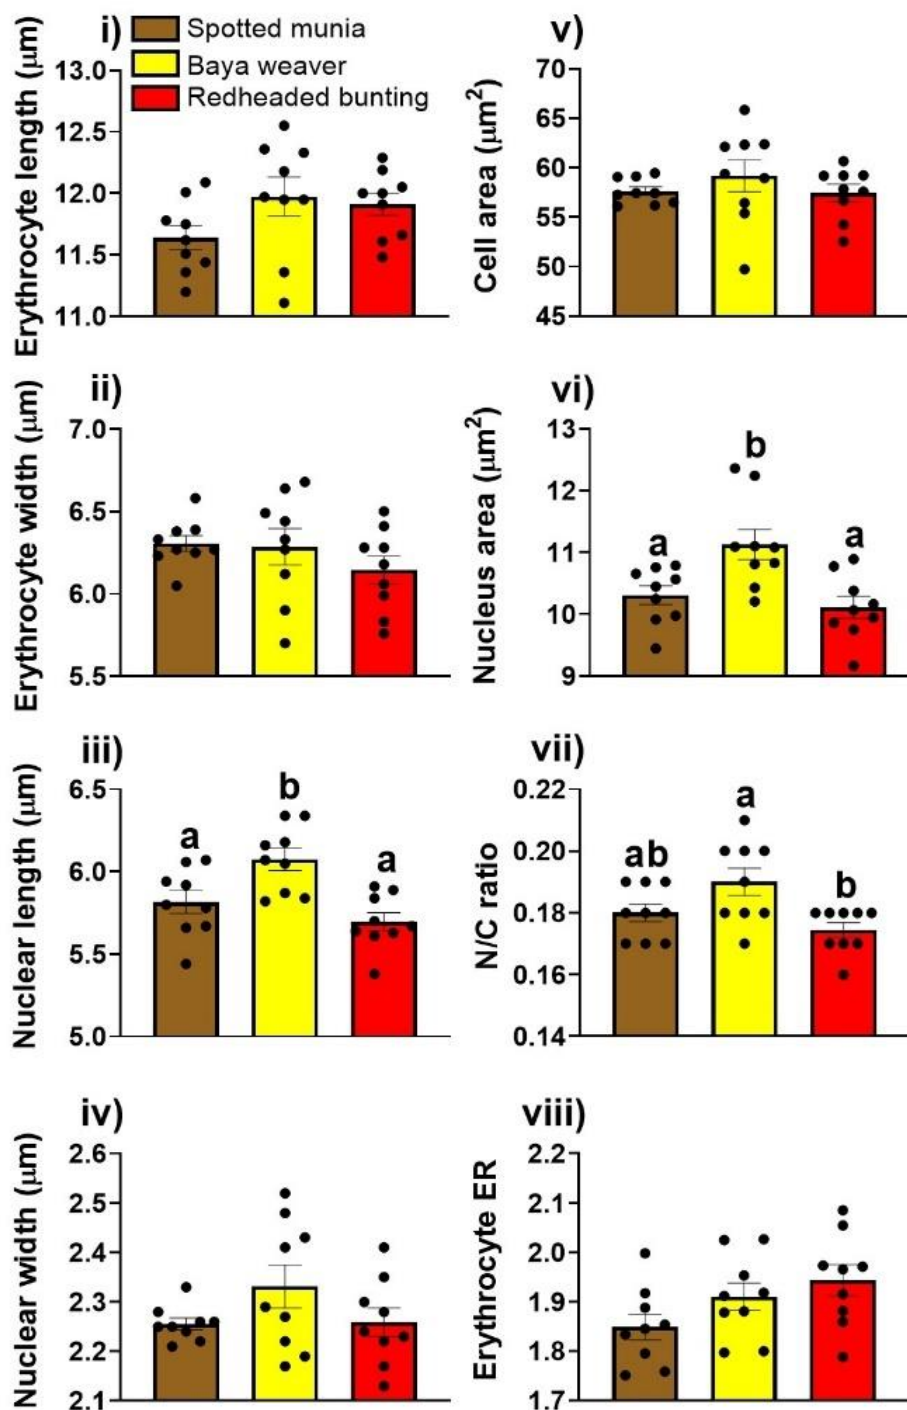 i)
Spotted munia
Baya weaver
Redheaded bunting
Erythrocyte length (μm)
13.0
12.5
12.0
11.5
11.0
v)
Cell area (μm²)
70
65
60
55
50
45
ii)
Erythrocyte width (μm)
7.0
6.5
6.0
5.5
vi)
Nucleus area (μm²)
13
12
11
10
9
a
b
a
iii)
Nuclear length (μm)
6.5
6.0
5.5
5.0
a
b
a
vii)
N/C ratio
0.22
0.20
0.18
0.16
0.14
ab
a
b
iv)
Nuclear width (μm)
2.6
2.5
2.4
2.3
2.2
2.1
viii)
Erythrocyte ER
2.2
2.1
2.0
1.9
1.8
1.7